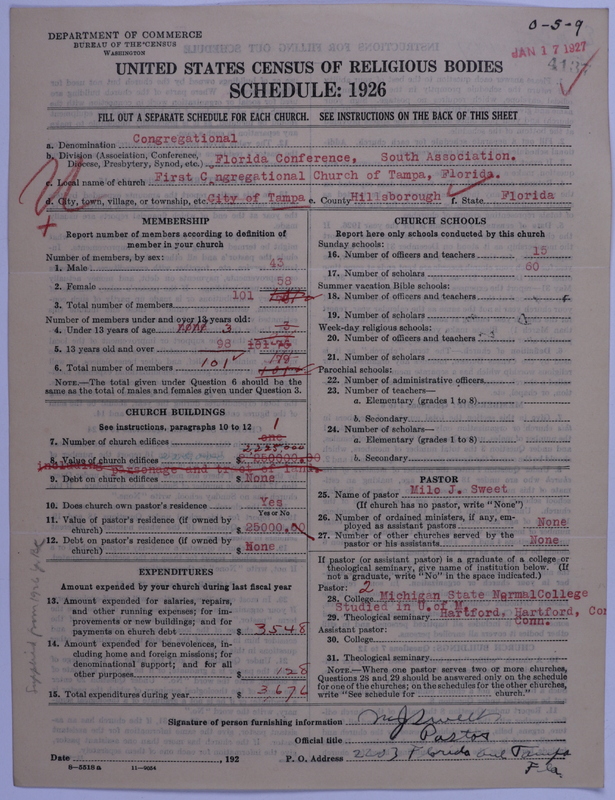 DEPARTMENT OF COMMERCE
BUREAU OF THE CENSUS
WASHINGTON
0-5-9
JAN 17 1927
UNITED STATES CENSUS OF RELIGIOUS BODIES
SCHEDULE: 1926
FILL OUT A SEPARATE SCHEDULE FOR EACH CHURCH. SEE INSTRUCTIONS ON THE BACK OF THIS SHEET
a. Denomination Congregational
b. Division (Association, Conference, Diocese, Presbytery, Synod, etc.) Florida Conference, South Association.
c. Local name of church First C ngregational Church of Tampa, Florida.
d. City, town, village, or township, etc. City of Tampa e. County Hillsborough f. State Florida
MEMBERSHIP
Report number of members according to definition of
member in your church
Number of members, by sex:
1. Male 43
2. Female 58
3. Total number of members 101
Number of members under and over 13 years old:
4. Under 13 years of age 3 3
5. 13 years old and over 98
6. Total number of members 101
NOTE.—The total given under Question 6 should be the
same as the total of males and females given under Question 3.
CHURCH BUILDINGS
See instructions, paragraphs 10 to 12
7. Number of church edifices 1 one
8. Value of church edifices $ 250000.00
9. Debt on church edifices $ None
10. Does church own pastor's residence Yes
Yes or No
11. Value of pastor's residence (if owned by
church) $ 25000.00
12. Debt on pastor's residence (if owned by
church) $ None
EXPENDITURES
Amount expended by your church during last fiscal year
13. Amount expended for salaries, repairs,
and other running expenses; for im-
provements or new buildings; and for
payments on church debt $ 3548
14. Amount expended for benevolences, in-
cluding home and foreign missions; for
denominational support; and for all
other purposes $ 128
15. Total expenditures during year $ 3676
CHURCH SCHOOLS
Report here only schools conducted by this church
Sunday schools:
16. Number of officers and teachers 15
17. Number of scholars 60
Summer vacation Bible schools:
18. Number of officers and teachers
19. Number of scholars
Week-day religious schools:
20. Number of officers and teachers
21. Number of scholars
Parochial schools:
22. Number of administrative officers
23. Number of teachers—
a. Elementary (grades 1 to 8)
b. Secondary
24. Number of scholars—
a. Elementary (grades 1 to 8)
b. Secondary
PASTOR
25. Name of pastor Milo J. Sweet
(If church has no pastor, write "None")
26. Number of ordained ministers, if any, em-
ployed as assistant pastors None
27. Number of other churches served by the
pastor or his assistants None
If pastor (or assistant pastor) is a graduate of a college or
theological seminary, give name of institution below. (If
not a graduate, write "No" in the space indicated.)
Pastor: 2
28. College Michigan State NormalCollege
Studied in U.of M.
29. Theological seminary Hartford, Hartford, Con
Conn.
Assistant pastor:
30. College
31. Theological seminary
NOTE.—Where one pastor serves two or more churches,
Questions 28 and 29 should be answered only on the schedule
for one of the churches; on the schedules for the other churches,
write "See schedule for church."
Signature of person furnishing information M J Sweet
Official title Pastor
Date , 192 P. O. Address 2203 Florida ave Tampa
Fla.
8—5518 a 11—9664